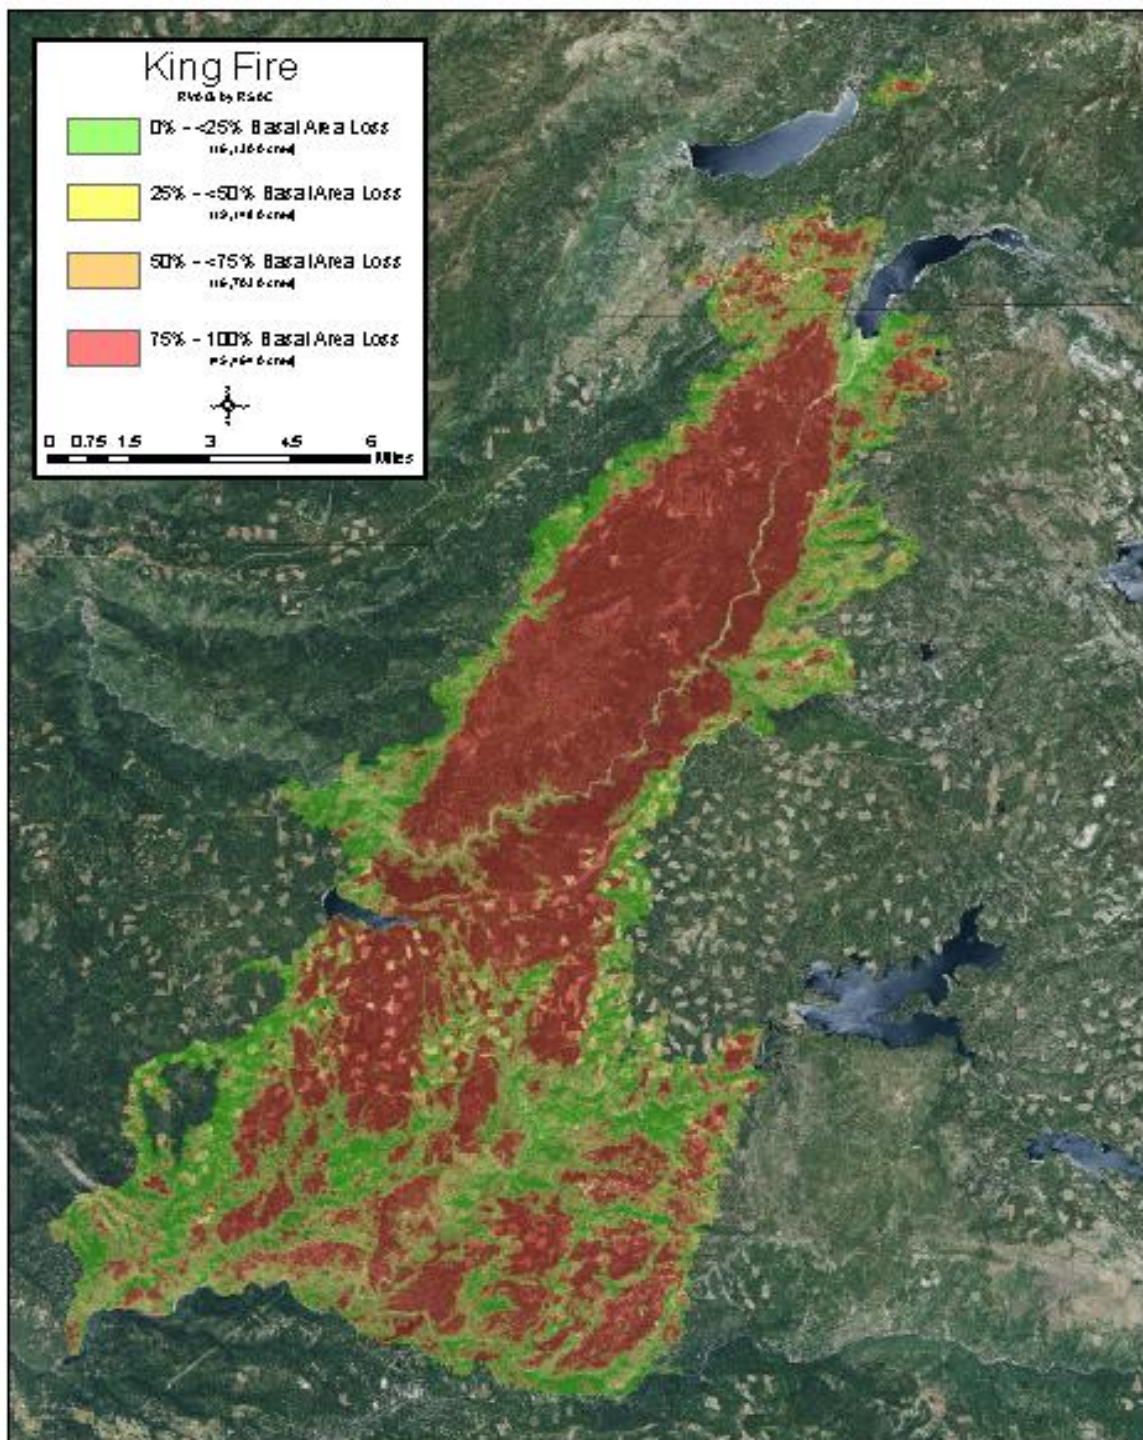 King Fire
by
0% - <25% Basal Area Loss
25% - <50% Basal Area Loss
50% - <75% Basal Area Loss
75% - 100% Basal Area Loss
0 0.75 1.5 3 4.5 6
Miles